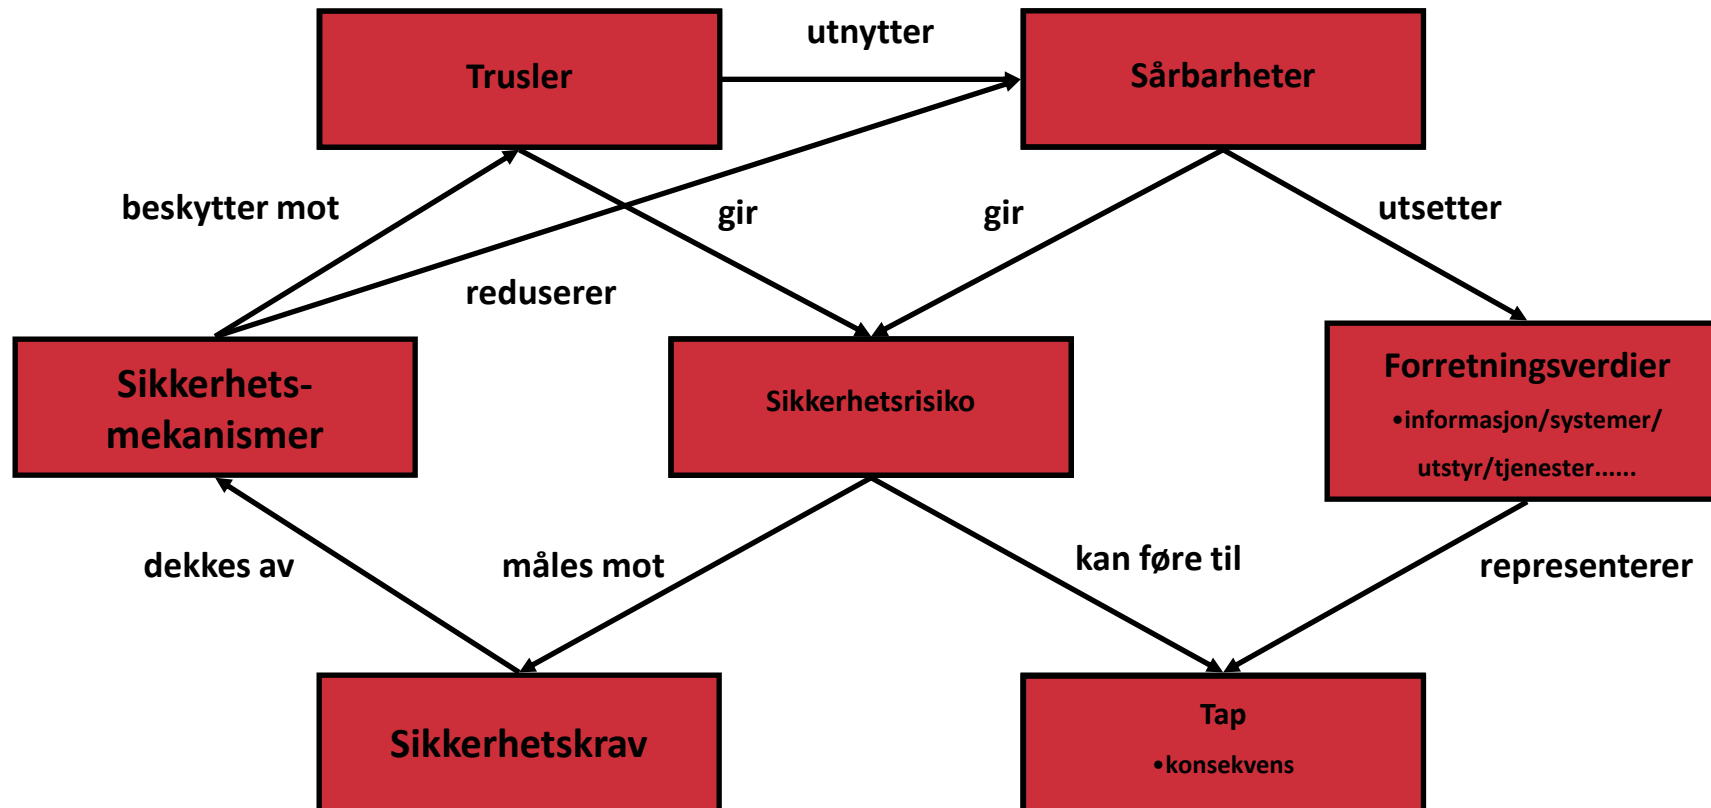 utnytter
Trusler
Sårbarheter
beskytter mot
gir
gir
utsetter
reduserer
Sikkerhets-
mekanismer
Sikkerhetsrisiko
Forretningsverdier
•informasjon/systemer/
utstyr/tjenester......
dekkes av
måles mot
kan føre til
representerer
Sikkerhetskrav
Tap
•konsekvens